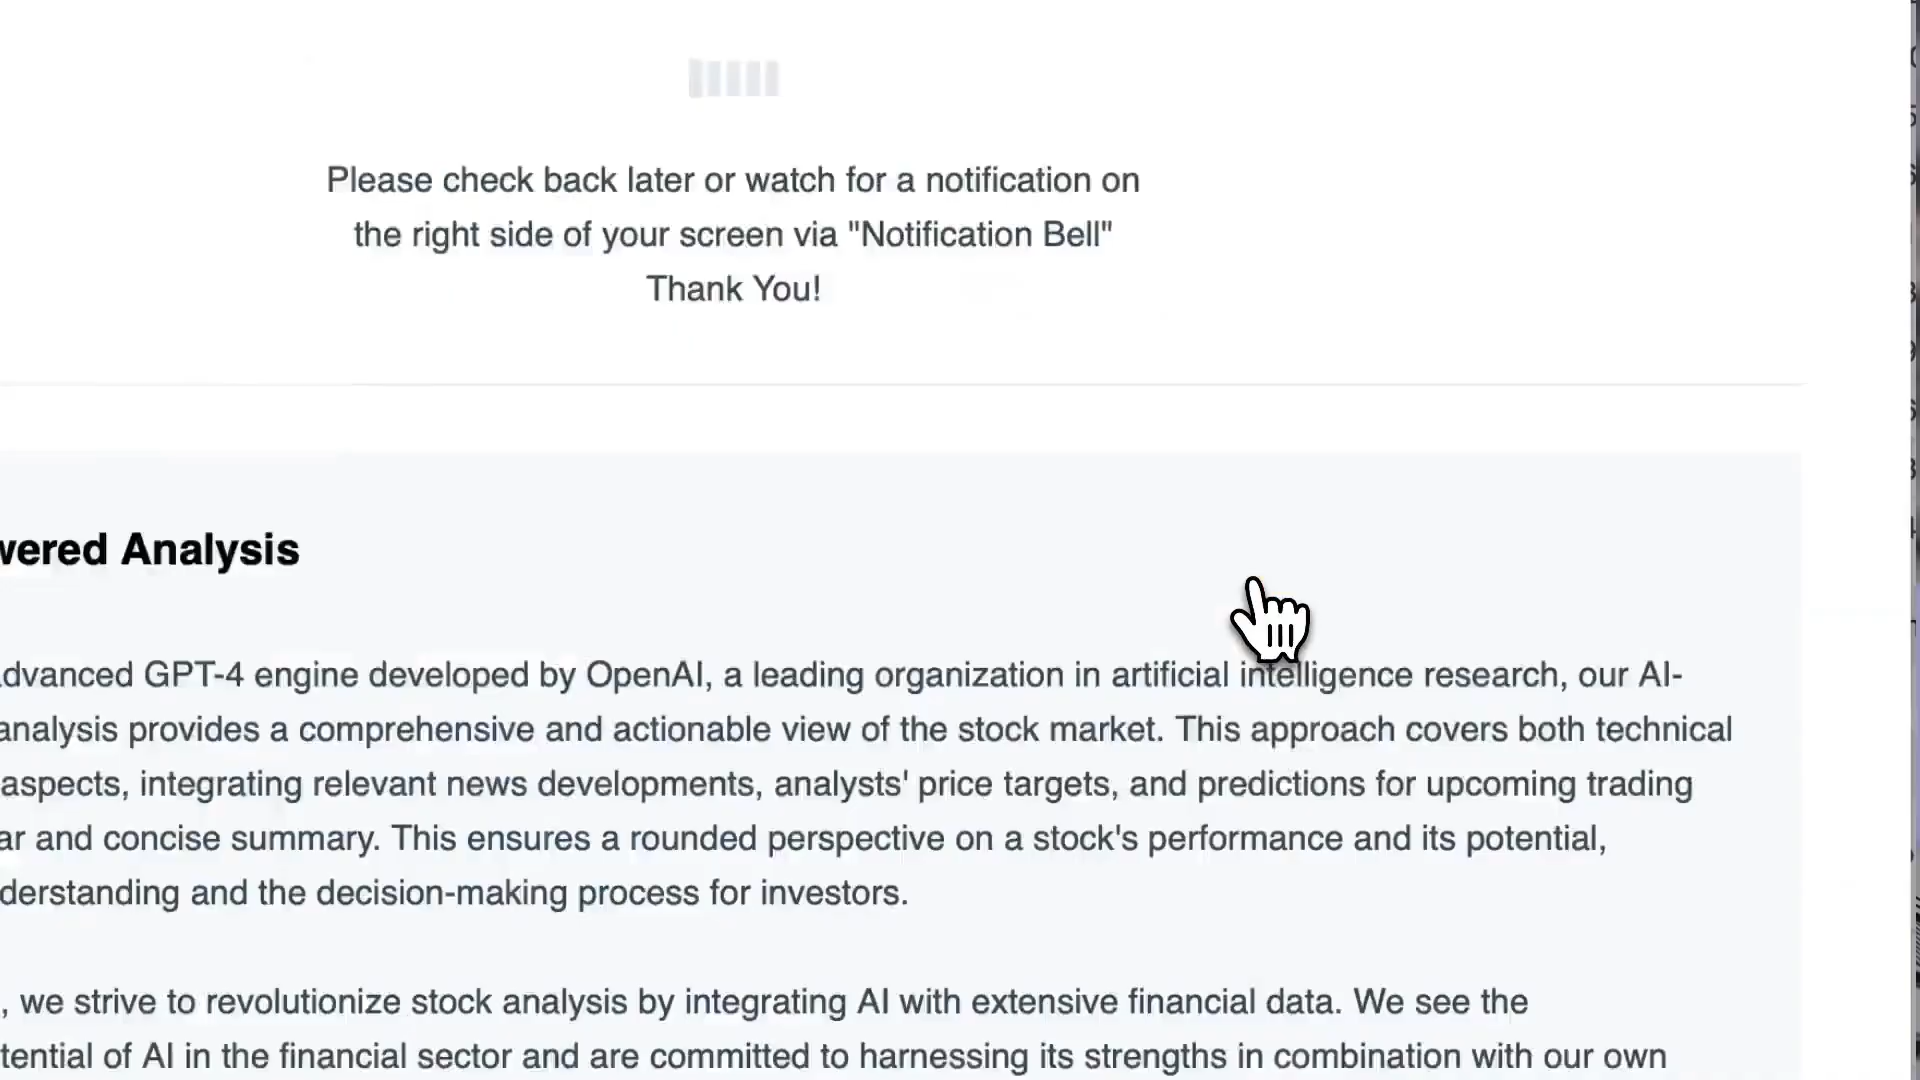 Please check back later or watch for a notification on
the right side of your screen via "Notification Bell"
Thank You!
wered Analysis
dvanced GPT-4 engine developed by OpenAI, a leading organization in artificial intelligence research, our AI-
analysis provides a comprehensive and actionable view of the stock market. This approach covers both technical
aspects, integrating relevant news developments, analysts' price targets, and predictions for upcoming trading
ar and concise summary. This ensures a rounded perspective on a stock's performance and its potential,
derstanding and the decision-making process for investors.
, we strive to revolutionize stock analysis by integrating AI with extensive financial data. We see the
tential of AI in the financial sector and are committed to harnessing its strengths in combination with our own